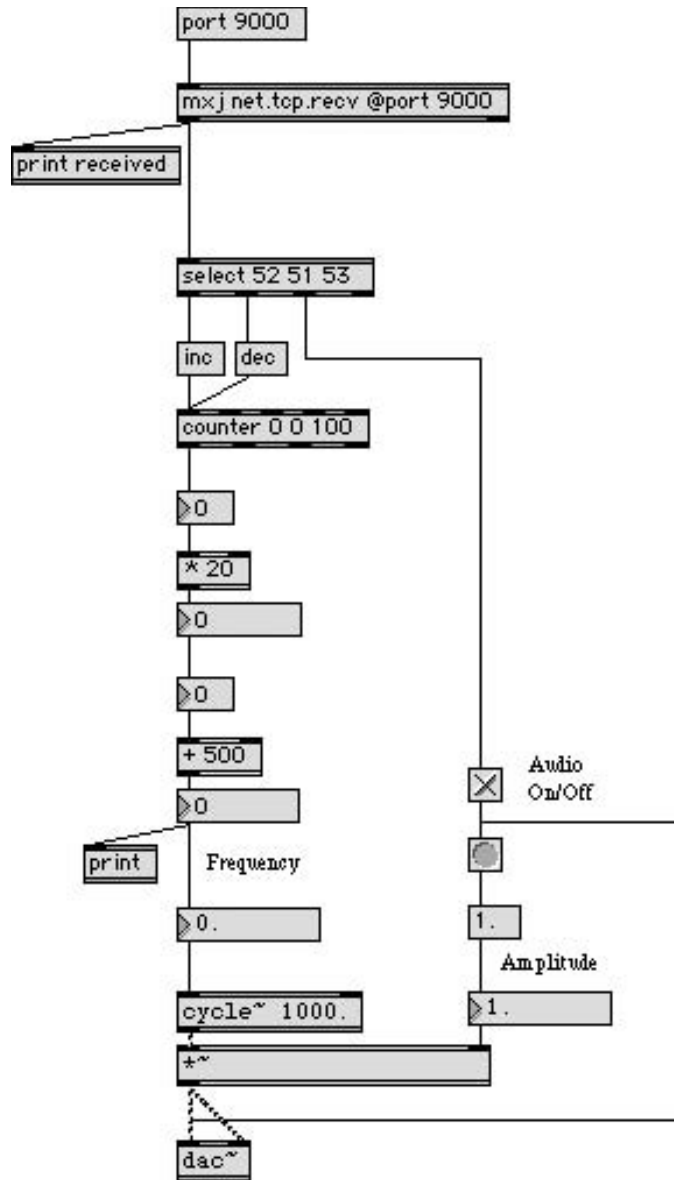 port 9000
mxj net.tcp.recv @port 9000
print received
select 52 51 53
inc
dec
counter 0 0 100
0
* 20
0
0
+ 500
Audio
On/Off
0
print
Frequency
0.
1.
Amplitude
1.
cycle~ 1000.
*~
dac~